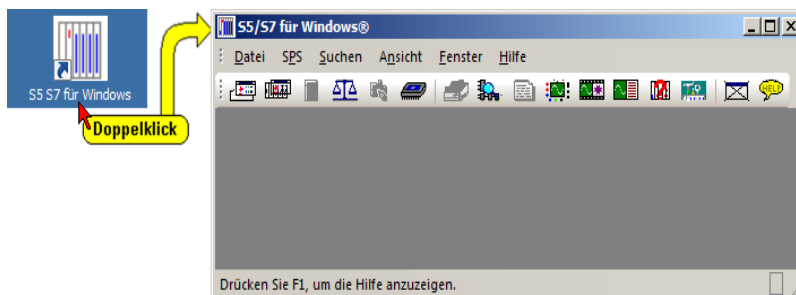 S5 S7 für Windows
Doppelklick
S5/S7 für Windows®
Datei SPS Suchen Ansicht Fenster Hilfe
HELP
Drücken Sie F1, um die Hilfe anzuzeigen.